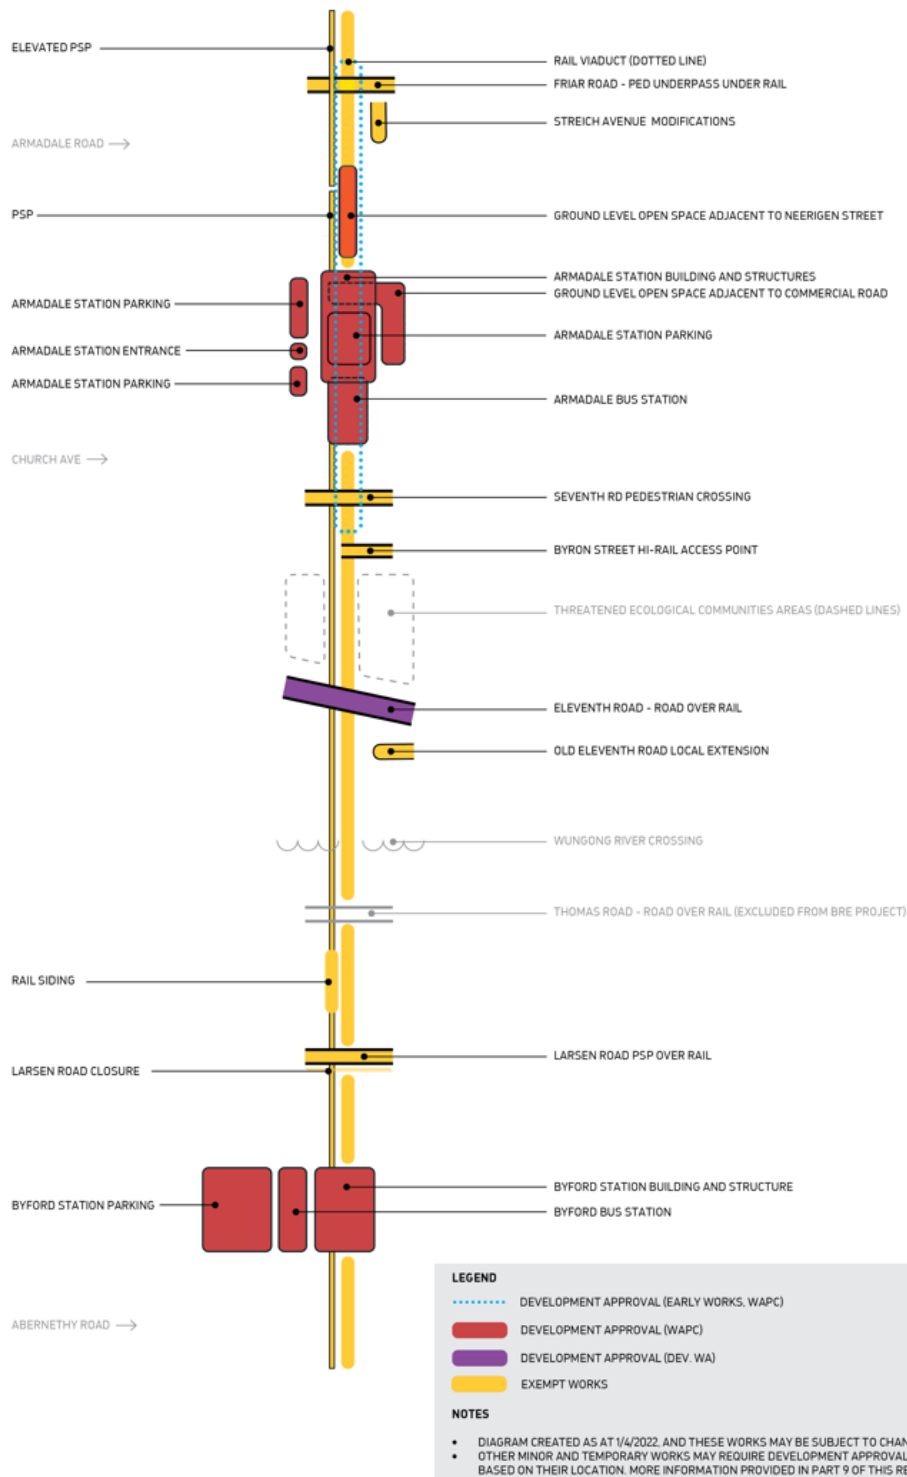 ELEVATED PSP
RAIL VIADUCT (DOTTED LINE)
FRIAR ROAD - PED UNDERPASS UNDER RAIL
STREICH AVENUE MODIFICATIONS
ARMADALE ROAD
PSP
GROUND LEVEL OPEN SPACE ADJACENT TO NEERIGEN STREET
ARMADALE STATION BUILDING AND STRUCTURES
GROUND LEVEL OPEN SPACE ADJACENT TO COMMERCIAL ROAD
ARMADALE STATION PARKING
ARMADALE STATION PARKING
ARMADALE STATION ENTRANCE
ARMADALE STATION PARKING
ARMADALE BUS STATION
CHURCH AVE
SEVENTH RD PEDESTRIAN CROSSING
BYRON STREET HI-RAIL ACCESS POINT
THREATENED ECOLOGICAL COMMUNITIES AREAS (DASHED LINES)
ELEVENTH ROAD - ROAD OVER RAIL
OLD ELEVENTH ROAD LOCAL EXTENSION
WUNGONG RIVER CROSSING
THOMAS ROAD - ROAD OVER RAIL (EXCLUDED FROM BRE PROJECT)
RAIL SIDING
LARSEN ROAD PSP OVER RAIL
LARSEN ROAD CLOSURE
BYFORD STATION BUILDING AND STRUCTURE
BYFORD STATION PARKING
BYFORD BUS STATION
ABERNETHY ROAD
LEGEND
DEVELOPMENT APPROVAL (EARLY WORKS, WAPC)
DEVELOPMENT APPROVAL (WAPC)
DEVELOPMENT APPROVAL (DEV. WA)
EXEMPT WORKS
NOTES
• DIAGRAM CREATED AS AT 1/4/2022, AND THESE WORKS MAY BE SUBJECT TO
• OTHER MINOR AND TEMPORARY WORKS MAY REQUIRE DEVELOPMENT APPROVAL
BASED ON THEIR LOCATION. MORE INFORMATION PROVIDED IN PART 9 OF THIS